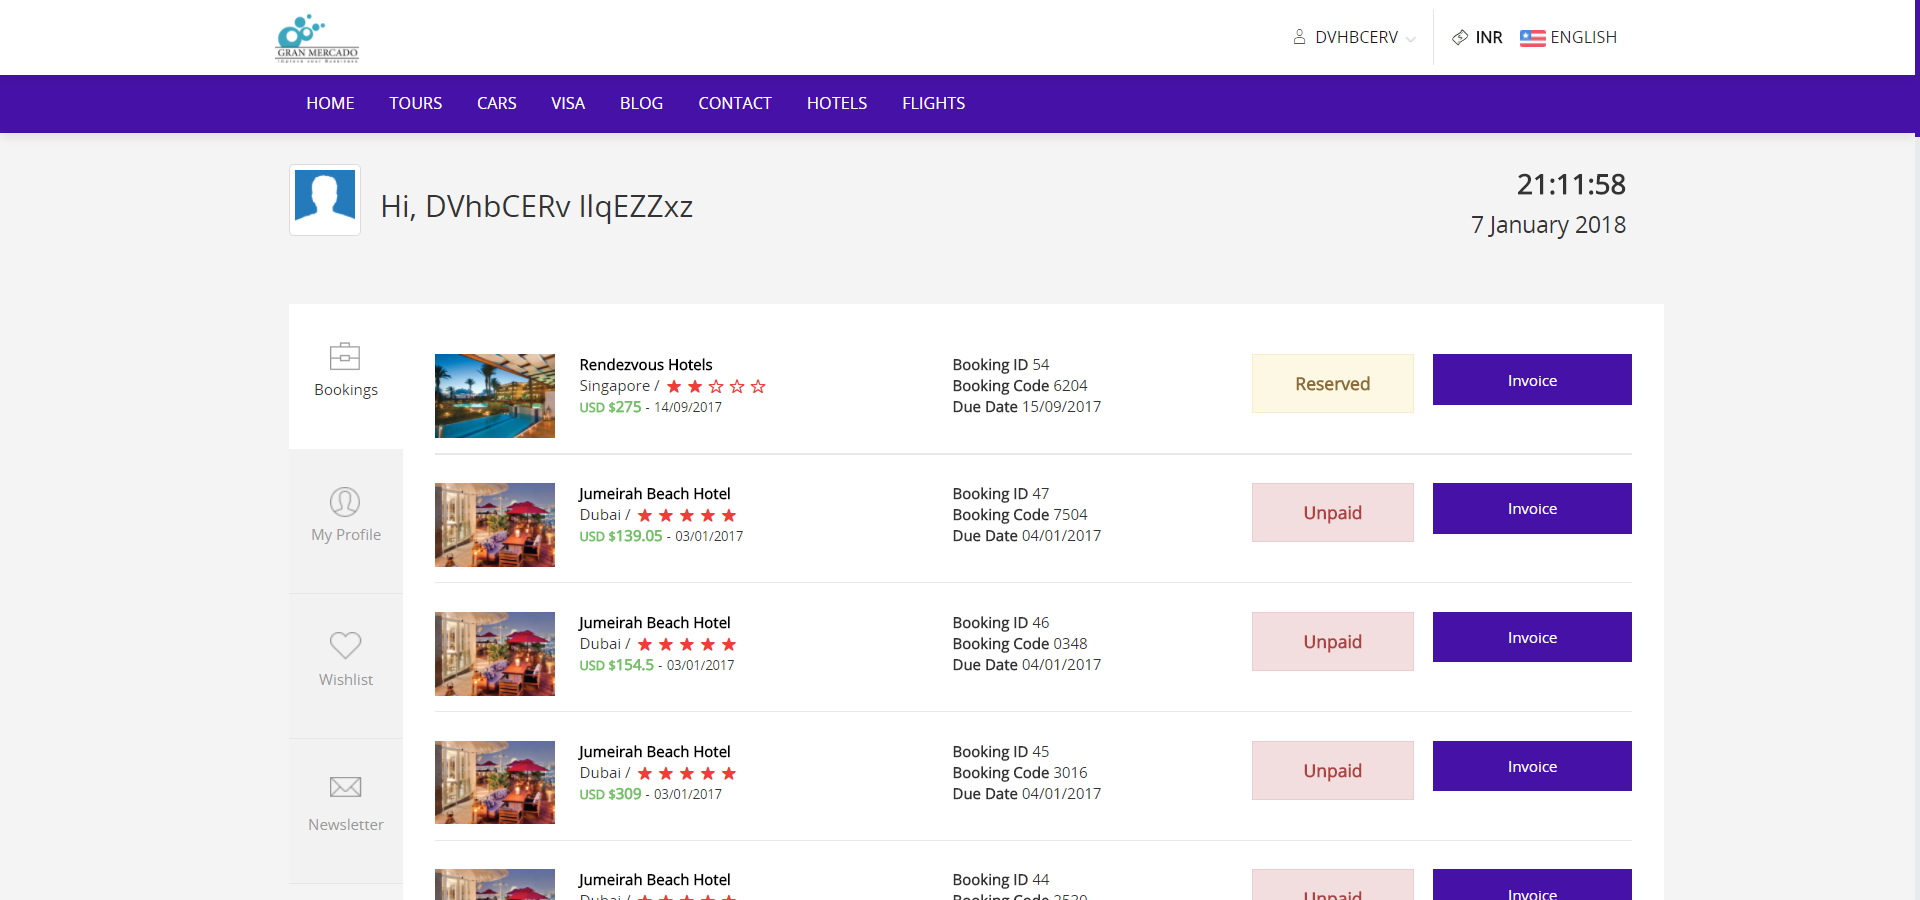 GRAN MERCADO
Improve your Bussines
DVHBCERV
INR
ENGLISH
HOME
TOURS
CARS
VISA
BLOG
CONTACT
HOTELS
FLIGHTS
Hi, DVhbCERv IlqEZZxz
21:11:58
7 January 2018
Bookings
My Profile
Wishlist
Newsletter
Rendezvous Hotels
Singapore /
USD $275 - 14/09/2017
Booking ID 54
Booking Code 6204
Due Date 15/09/2017
Reserved
Invoice
Jumeirah Beach Hotel
Dubai /
USD $139.05 - 03/01/2017
Booking ID 47
Booking Code 7504
Due Date 04/01/2017
Unpaid
Invoice
Jumeirah Beach Hotel
Dubai /
USD $154.5 - 03/01/2017
Booking ID 46
Booking Code 0348
Due Date 04/01/2017
Unpaid
Invoice
Jumeirah Beach Hotel
Dubai /
USD $309 - 03/01/2017
Booking ID 45
Booking Code 3016
Due Date 04/01/2017
Unpaid
Invoice
Jumeirah Beach Hotel
Dubai /
Booking ID 44
Booking Code 2530
Unpaid
Invoice